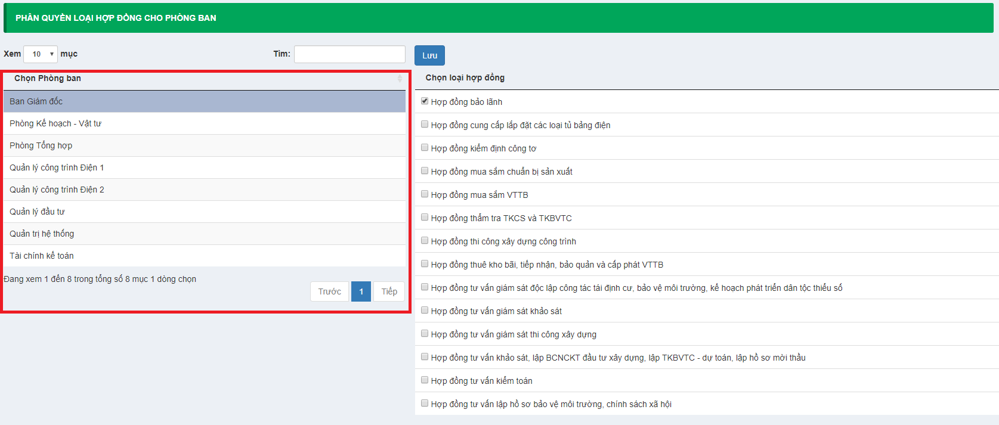 PHÂN QUYỀN LOẠI HỢP ĐỒNG CHO PHÒNG BAN
Xem 10 mục
Tìm:
Lưu
Chọn Phòng ban
Ban Giám đốc
Phòng Kế hoạch - Vật tư
Phòng Tổng hợp
Quản lý công trình Điện 1
Quản lý công trình Điện 2
Quản lý đầu tư
Quản trị hệ thống
Tài chính kế toán
Đang xem 1 đến 8 trong tổng số 8 mục 1 dòng chọn
Trước 1 Tiếp
Chọn loại hợp đồng
Hợp đồng bảo lãnh
Hợp đồng cung cấp lắp đặt các loại tủ bảng điện
Hợp đồng kiểm định công tơ
Hợp đồng mua sắm chuẩn bị sản xuất
Hợp đồng mua sắm VTTB
Hợp đồng thẩm tra TKCS và TKBVTC
Hợp đồng thi công xây dựng công trình
Hợp đồng thuê kho bãi, tiếp nhận, bảo quản và cấp phát VTTB
Hợp đồng tư vấn giám sát độc lập công tác tái định cư, bảo vệ môi trường, kế hoạch phát triển dân tộc thiểu số
Hợp đồng tư vấn giám sát khảo sát
Hợp đồng tư vấn giám sát thi công xây dựng
Hợp đồng tư vấn khảo sát, lập BCNCKT đầu tư xây dựng, lập TKBVTC - dự toán, lập hồ sơ mời thầu
Hợp đồng tư vấn kiểm toán
Hợp đồng tư vấn lập hồ sơ bảo vệ môi trường, chính sách xã hội